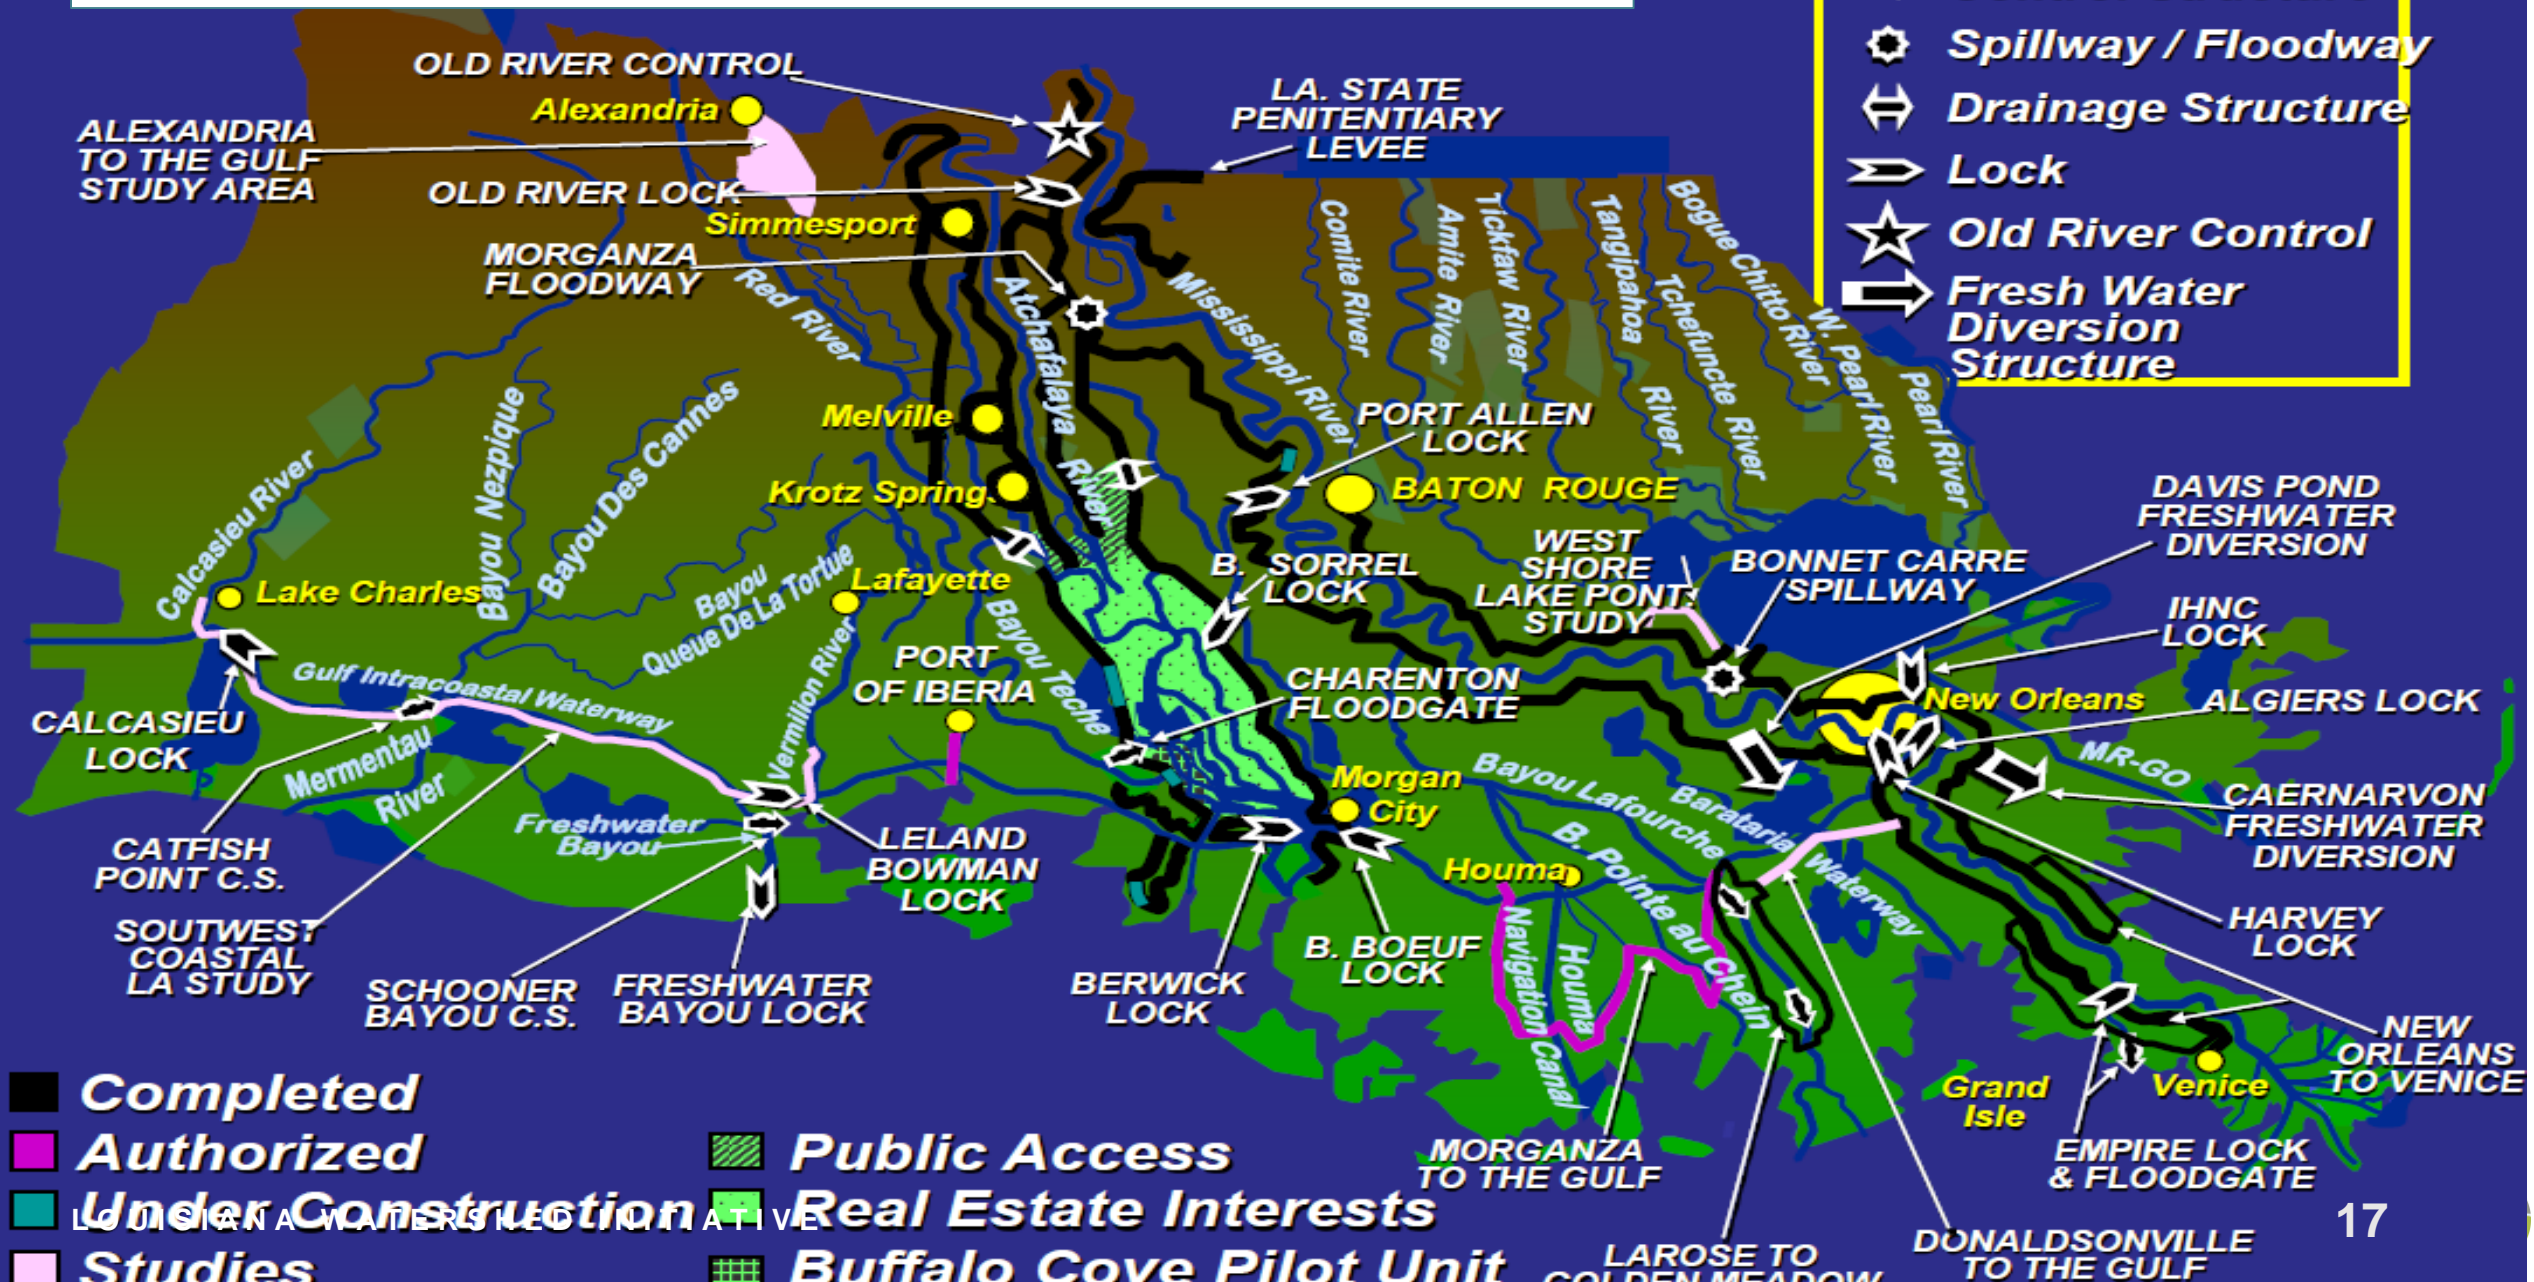 Spillway / Floodway
Drainage Structure
Lock
Old River Control
Fresh Water
Diversion
Structure
OLD RIVER CONTROL
Alexandria
ALEXANDRIA
TO THE GULF
STUDY AREA
LA. STATE
PENITENTIARY
LEVEE
OLD RIVER LOCK
Simmesport
MORGANZA
FLOODWAY
Red River
Atchafalaya
River
Mississippi River
Comite River
Amite River
Tickfaw River
Tangipahoa
River
Tchefuncte River
Bogue Chitto River
W. Pearl River
Pearl River
Melville
Krotz Springs
PORT ALLEN
LOCK
BATON ROUGE
Calcasieu River
Bayou Nezpique
Bayou Des Cannes
Bayou
Queue De La Tortue
Lake Charles
Lafayette
Vermilion River
Bayou Teche
PORT
OF IBERIA
B. SORREL
LOCK
WEST
SHORE
LAKE PONT.
STUDY
BONNET CARRE
SPILLWAY
DAVIS POND
FRESHWATER
DIVERSION
IHNC
LOCK
New Orleans
ALGIERS LOCK
MR-GO
CAERNARVON
FRESHWATER
DIVERSION
HARVEY
LOCK
CHARENTON
FLOODGATE
Gulf Intracoastal Waterway
CALCASIEU
LOCK
Mermentau
River
Freshwater
Bayou
CATFISH
POINT C.S.
SOUTWEST
COASTAL
LA STUDY
SCHOONER
BAYOU C.S.
FRESHWATER
BAYOU LOCK
LELAND
BOWMAN
LOCK
Morgan
City
Bayou Lafourche
Barataria Waterway
B. Pointe au Chein
Houma
Houma
Navigation Canal
BERWICK
LOCK
B. BOEUF
LOCK
NEW
ORLEANS
TO VENICE
Grand
Isle
Venice
EMPIRE LOCK
& FLOODGATE
MORGANZA
TO THE GULF
LAROSE TO
GOLDEN MEADOW
DONALDSONVILLE
TO THE GULF
Completed
Authorized
Under Construction
Studies
Public Access
Real Estate Interests
Buffalo Cove Pilot Unit
LOUISIANA WATERSHED INITIATIVE
17